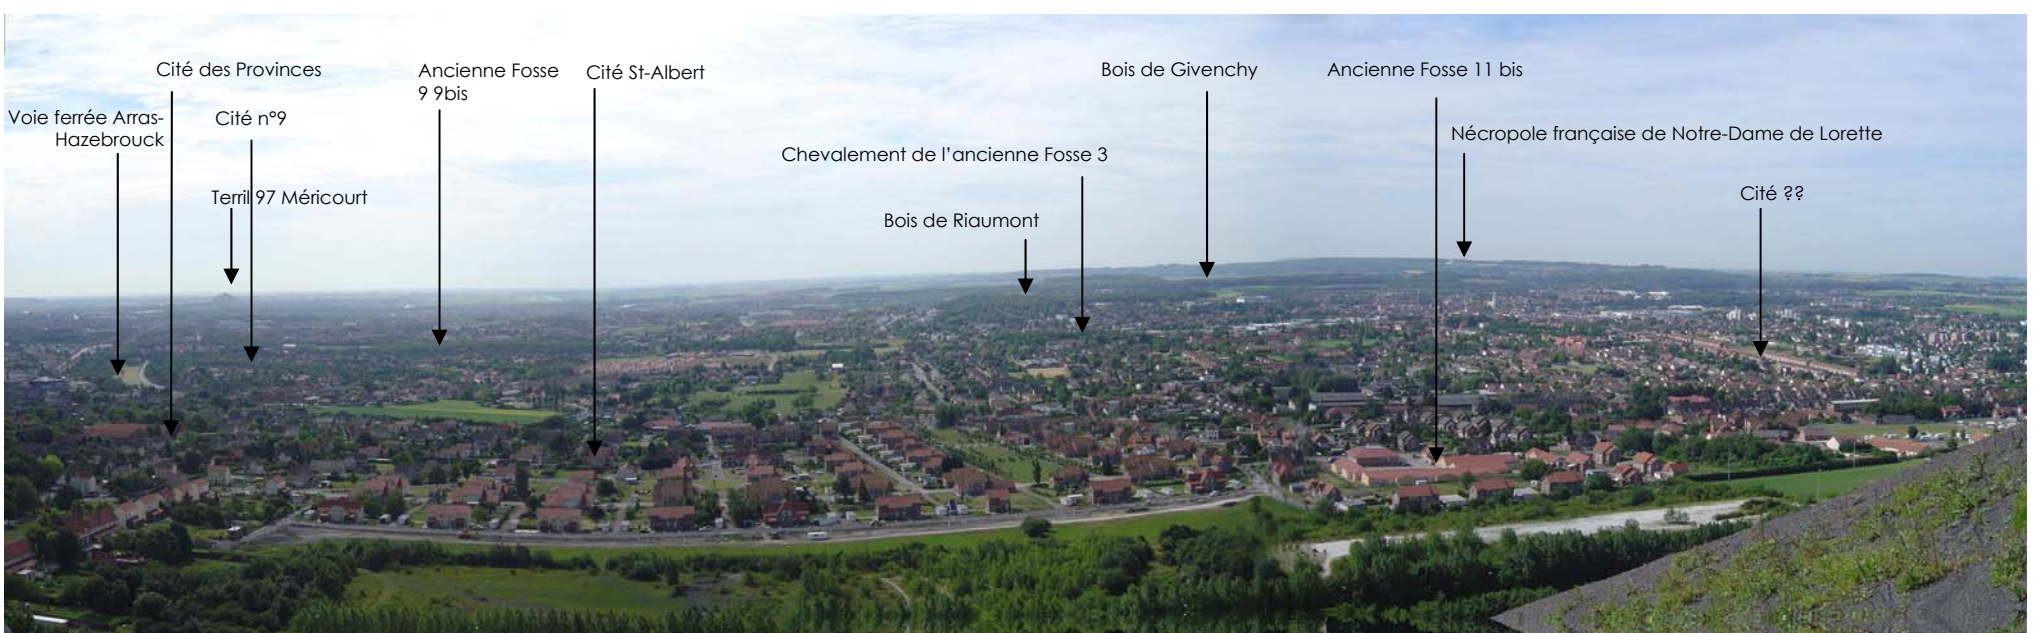 Cité des Provinces
Ancienne Fosse
9 9bis
Cité St-Albert
Bois de Givenchy
Ancienne Fosse 11 bis
Voie ferrée Arras-
Hazebrouck
Cité n°9
Nécropole française de Notre-Dame de Lorette
Chevalement de l'ancienne Fosse 3
Terril 97 Méricourt
Cité ??
Bois de Riaumont